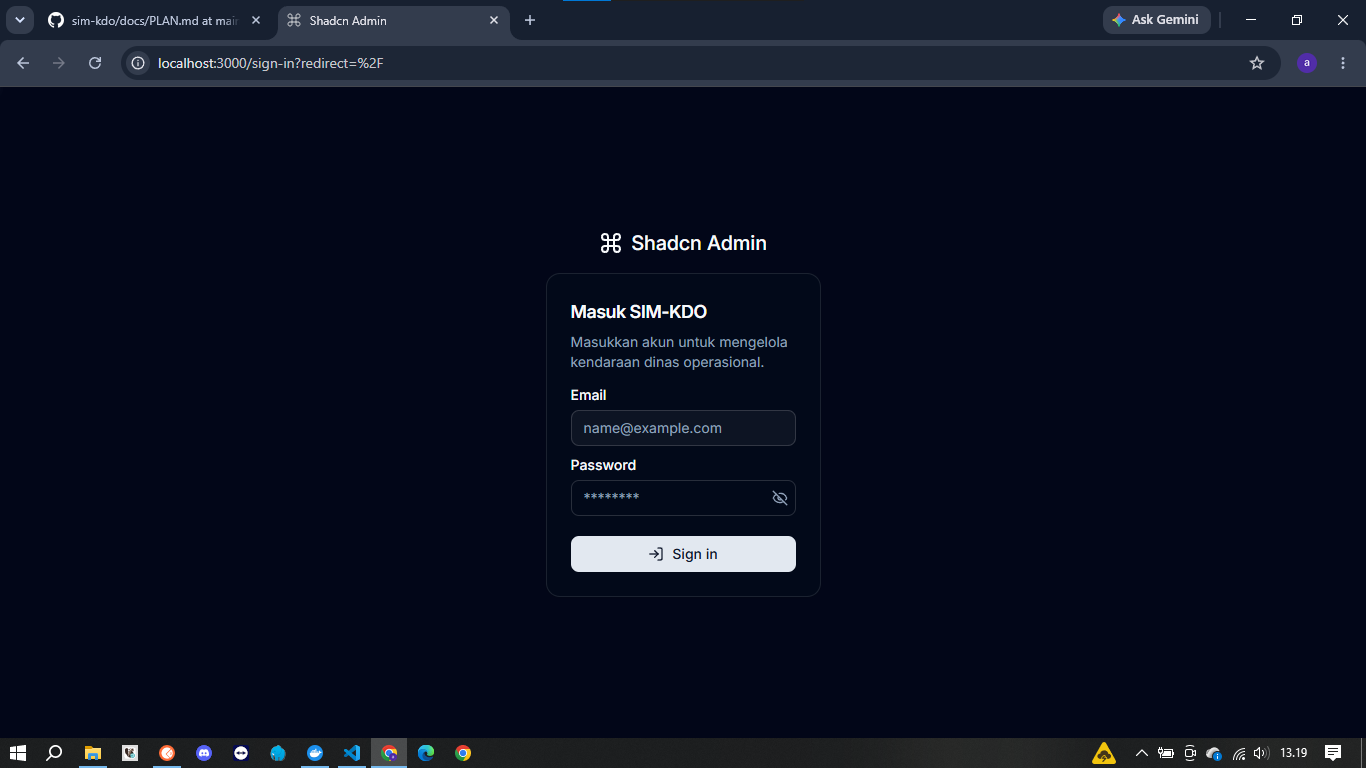 sim-kdo/docs/PLAN.md at mai
Shadcn Admin
Ask Gemini
localhost:3000/sign-in?redirect=%2F
a
Shadcn Admin
Masuk SIM-KDO
Masukkan akun untuk mengelola
kendaraan dinas operasional.
Email
name@example.com
Password
********
Sign in
13.19